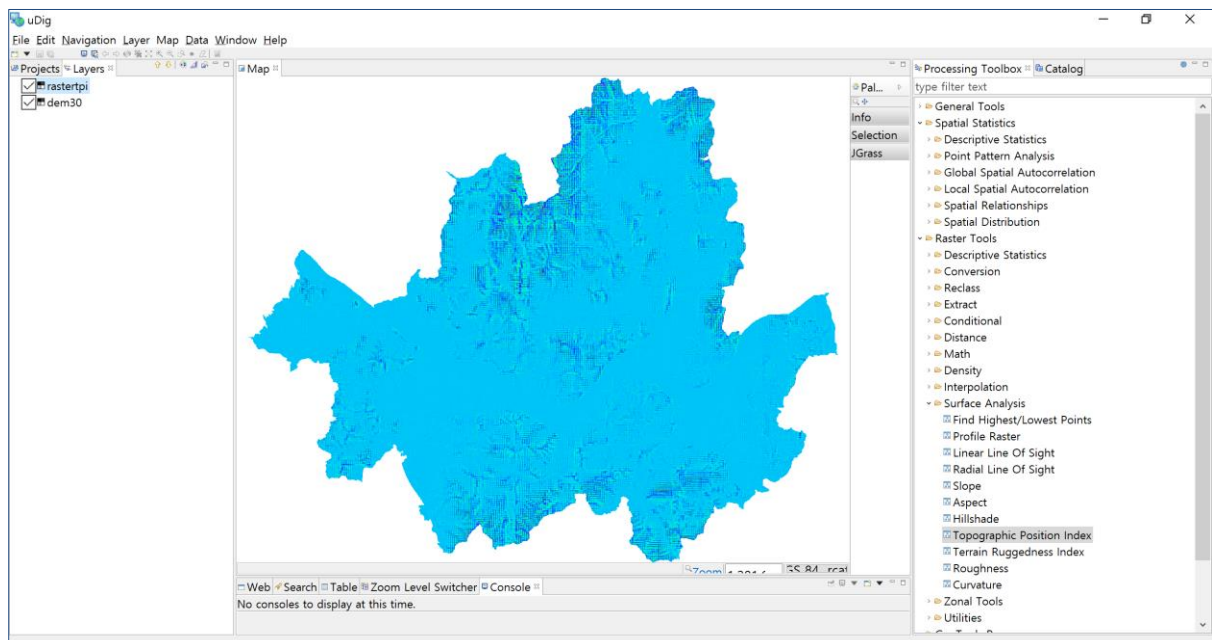 uDig
File Edit Navigation Layer Map Data Window Help
Projects Layers
rastertpi
dem30
Map
Pal...
Info
Selection
JGrass
Zoom
Web Search Table Zoom Level Switcher Console
No consoles to display at this time.
Processing Toolbox Catalog
type filter text
General Tools
Spatial Statistics
Descriptive Statistics
Point Pattern Analysis
Global Spatial Autocorrelation
Local Spatial Autocorrelation
Spatial Relationships
Spatial Distribution
Raster Tools
Descriptive Statistics
Conversion
Reclass
Extract
Conditional
Distance
Math
Density
Interpolation
Surface Analysis
Find Highest/Lowest Points
Profile Raster
Linear Line Of Sight
Radial Line Of Sight
Slope
Aspect
Hillshade
Topographic Position Index
Terrain Ruggedness Index
Roughness
Curvature
Zonal Tools
Utilities